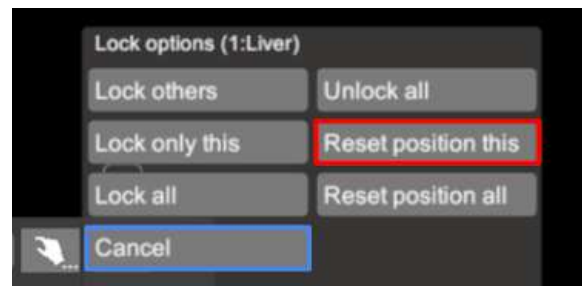 Lock options (1:Liver)
Lock others
Unlock all
Lock only this
Reset position this
Lock all
Reset position all
Cancel
...